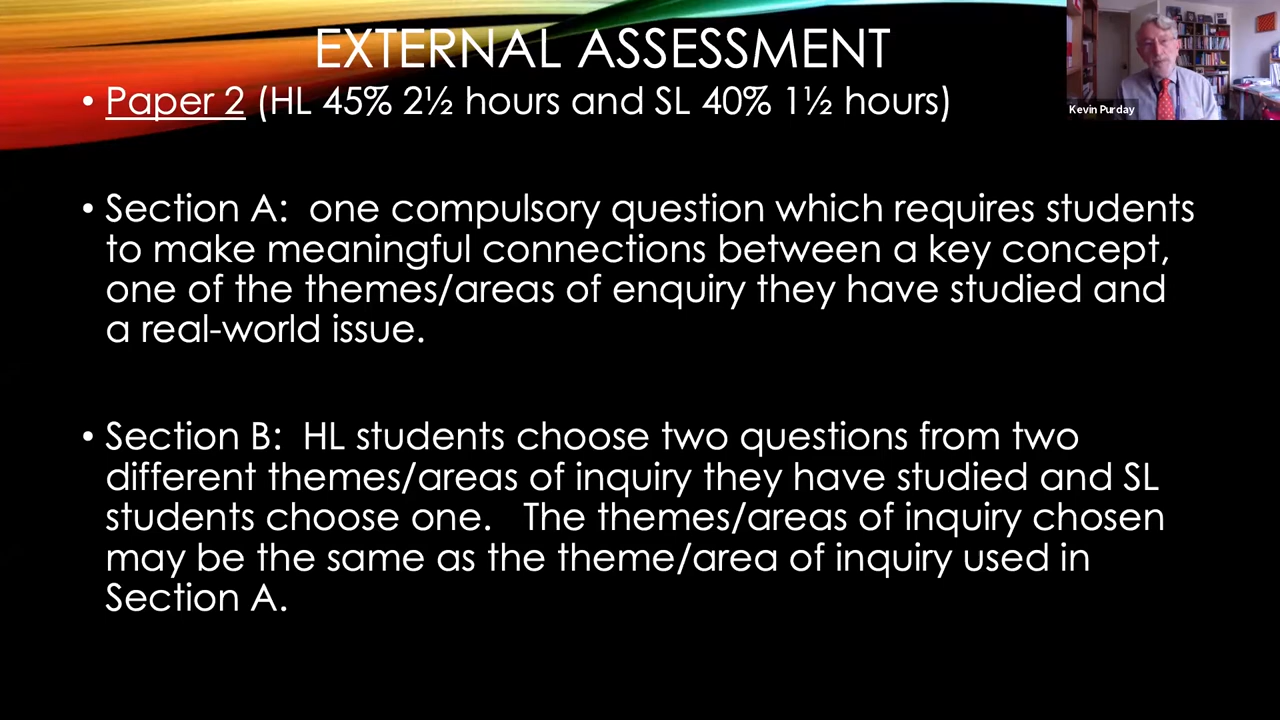 EXTERNAL ASSESSMENT
• Paper 2 (HL 45% 2½ hours and SL 40% 1½ hours)
Kevin Purday
• Section A:  one compulsory question which requires students
to make meaningful connections between a key concept,
one of the themes/areas of enquiry they have studied and
a real-world issue.
• Section B:  HL students choose two questions from two
different themes/areas of inquiry they have studied and SL
students choose one.   The themes/areas of inquiry chosen
may be the same as the theme/area of inquiry used in
Section A.